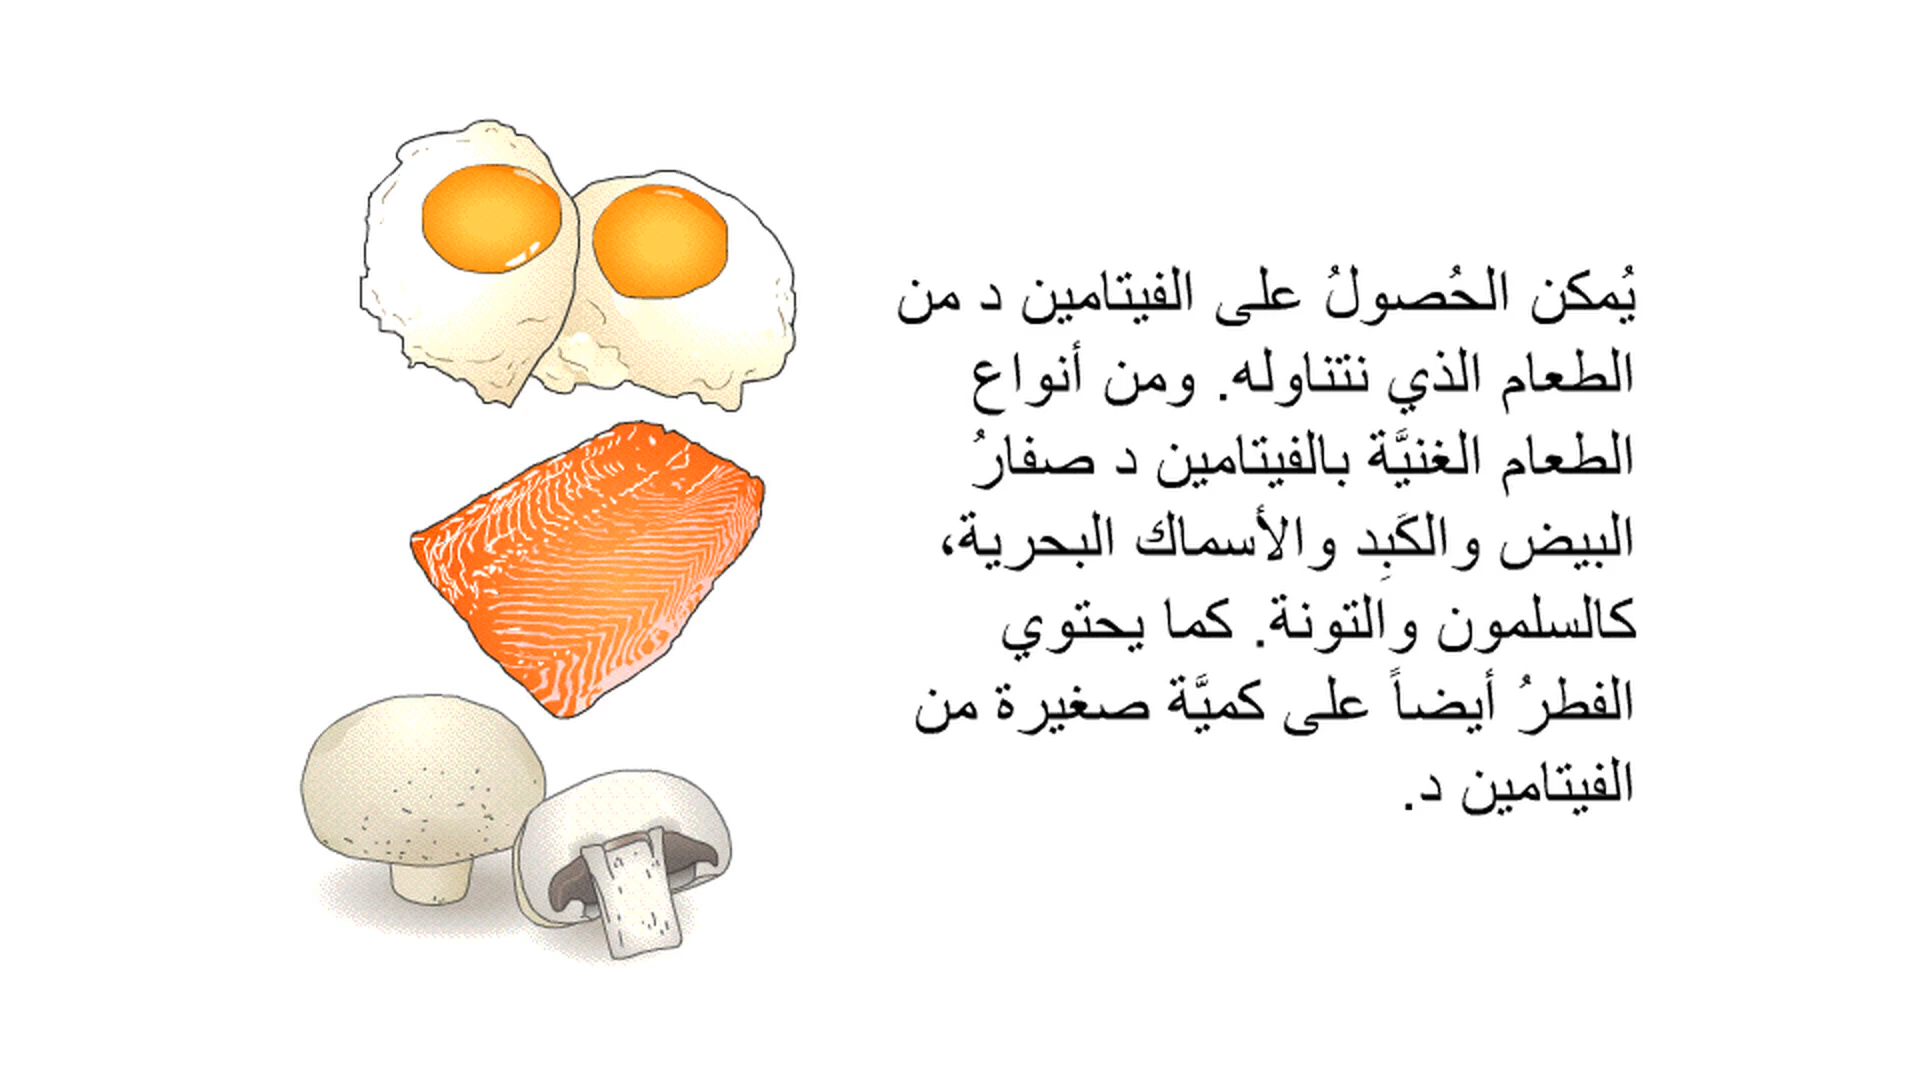 يُمكن الحُصولُ على الفيتامين د من
الطعام الذي نتناوله. ومن أنواع
الطعام الغنيَّة بالفيتامين د صفارُ
البيض والكَبِد والأسماك البحرية،
كالسلمون والتونة. كما يحتوي
الفطرُ أيضاً على كميَّة صغيرة من
الفيتامين د.